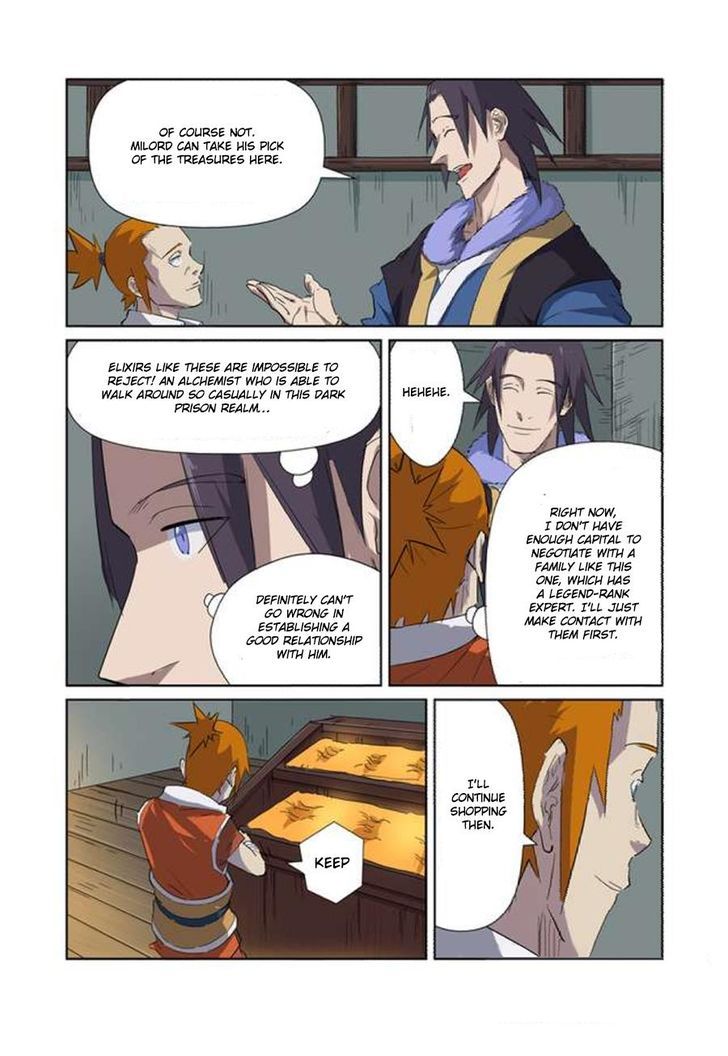 OF COURSE NOT.
MILORD CAN TAKE HIS PICK
OF THE TREASURES HERE.
ELIXIRS LIKE THESE ARE IMPOSSIBLE TO
REJECT! AN ALCHEMIST WHO IS ABLE TO
WALK AROUND SO CASUALLY IN THIS DARK
PRISON REALM...
DEFINITELY CAN'T
GO WRONG IN
ESTABLISHING A
GOOD RELATIONSHIP
WITH HIM.
HEHEHE.
RIGHT NOW,
I DON'T HAVE
ENOUGH CAPITAL TO
NEGOTIATE WITH A
FAMILY LIKE THIS
ONE, WHICH HAS
A LEGEND-RANK
EXPERT. I'LL JUST
MAKE CONTACT WITH
THEM FIRST.
KEEP
I'LL
CONTINUE
SHOPPING
THEN.